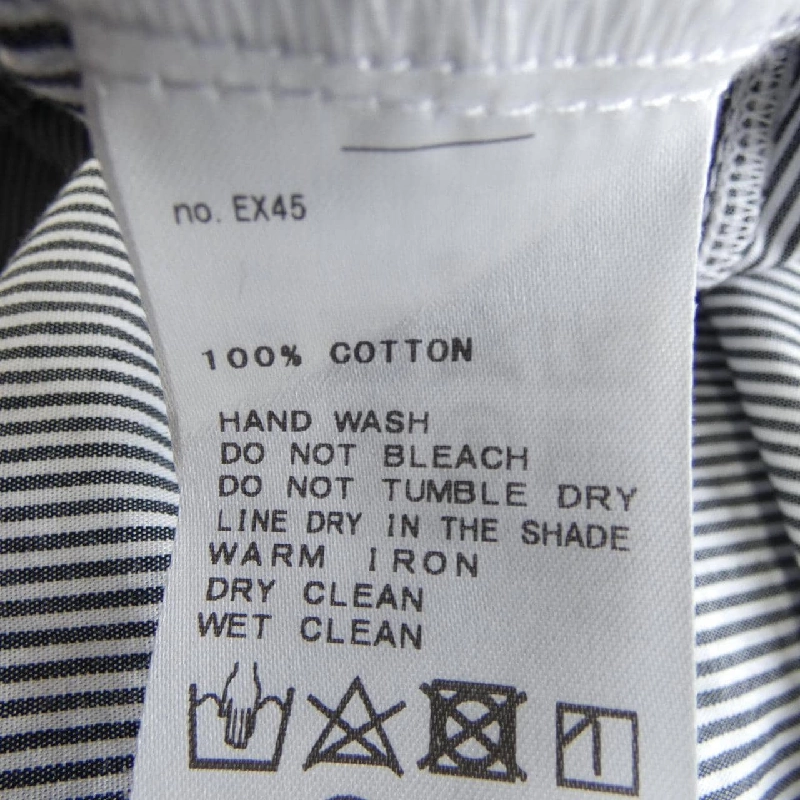 no. EX45
100% COTTON
HAND WASH
DO NOT BLEACH
DO NOT TUMBLE DRY
LINE DRY IN THE SHADE
WARM IRON
DRY CLEAN
WET CLEAN